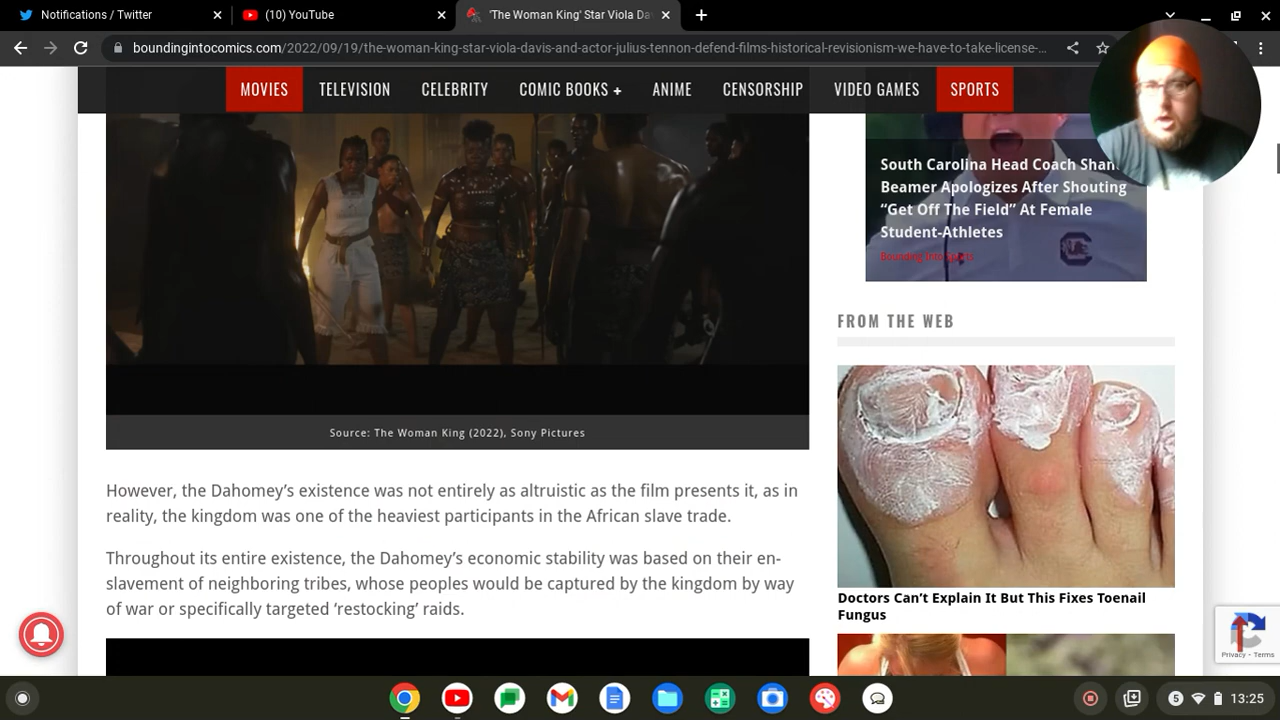 Notifications / Twitter
(10) YouTube
'The Woman King' Star Viola Da
boundingintocomics.com/2022/09/19/the-woman-king-star-viola-davis-and-actor-julius-tennon-defend-films-historical-revisionism-we-have-to-take-license-...
MOVIES TELEVISION CELEBRITY COMIC BOOKS + ANIME CENSORSHIP VIDEO GAMES SPORTS
South Carolina Head Coach Shan
Beamer Apologizes After Shouting
“Get Off The Field” At Female
Student-Athletes
Bounding Into Sports
Source: The Woman King (2022), Sony Pictures
However, the Dahomey’s existence was not entirely as altruistic as the film presents it, as in
reality, the kingdom was one of the heaviest participants in the African slave trade.
Throughout its entire existence, the Dahomey’s economic stability was based on their en-
slavement of neighboring tribes, whose peoples would be captured by the kingdom by way
of war or specifically targeted ‘restocking’ raids.
FROM THE WEB
Doctors Can’t Explain It But This Fixes Toenail
Fungus
Privacy - Terms
5 13:25